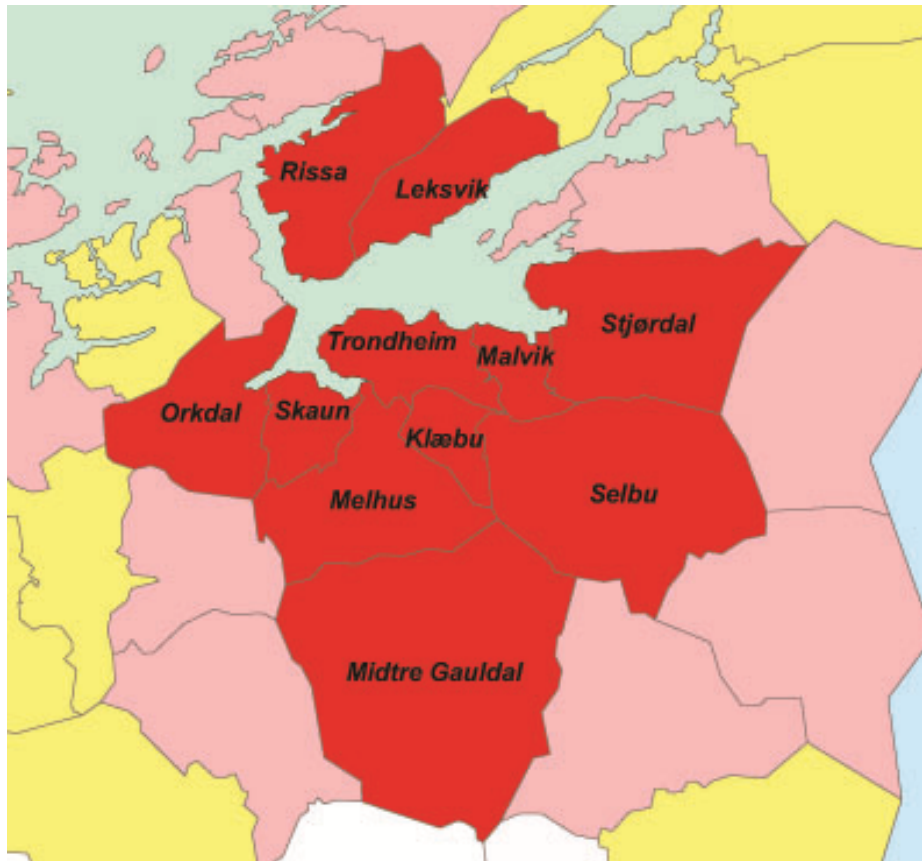 Rissa
Leksvik
Stjørdal
Trondheim
Malvik
Orkdal
Skaun
Klæbu
Melhus
Selbu
Midtre Gauldal